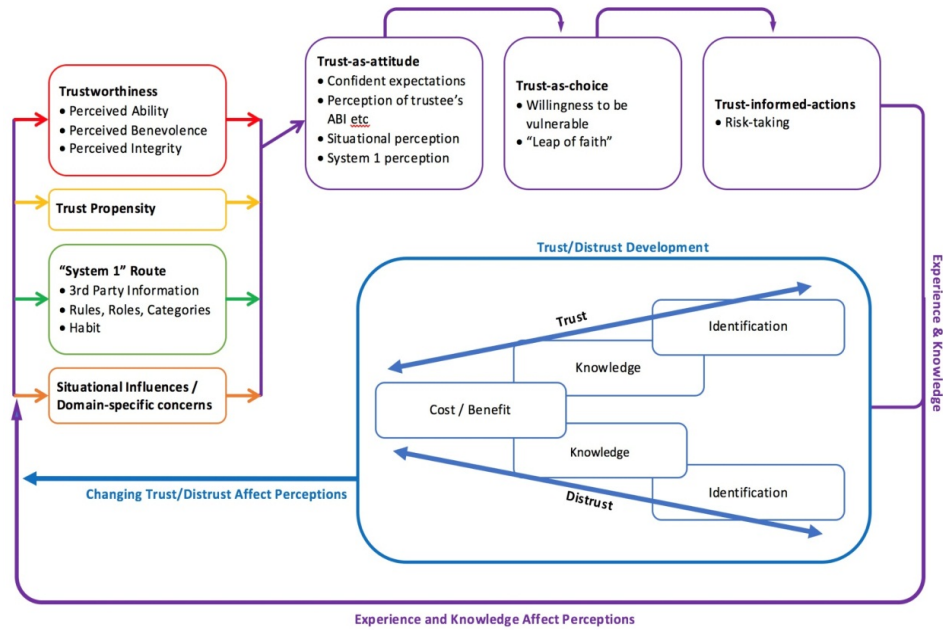 Trustworthiness
• Perceived Ability
• Perceived Benevolence
• Perceived Integrity
Trust Propensity
“System 1” Route
• 3rd Party Information
• Rules, Roles, Categories
• Habit
Situational Influences /
Domain-specific concerns
Trust-as-attitude
• Confident expectations
• Perception of trustee’s
ABI etc
• Situational perception
• System 1 perception
Trust-as-choice
• Willingness to be
vulnerable
• “Leap of faith”
Trust-informed-actions
• Risk-taking
Experience & Knowledge
Trust/Distrust Development
Trust
Identification
Knowledge
Cost / Benefit
Knowledge
Identification
Distrust
Changing Trust/Distrust Affect Perceptions
Experience and Knowledge Affect Perceptions